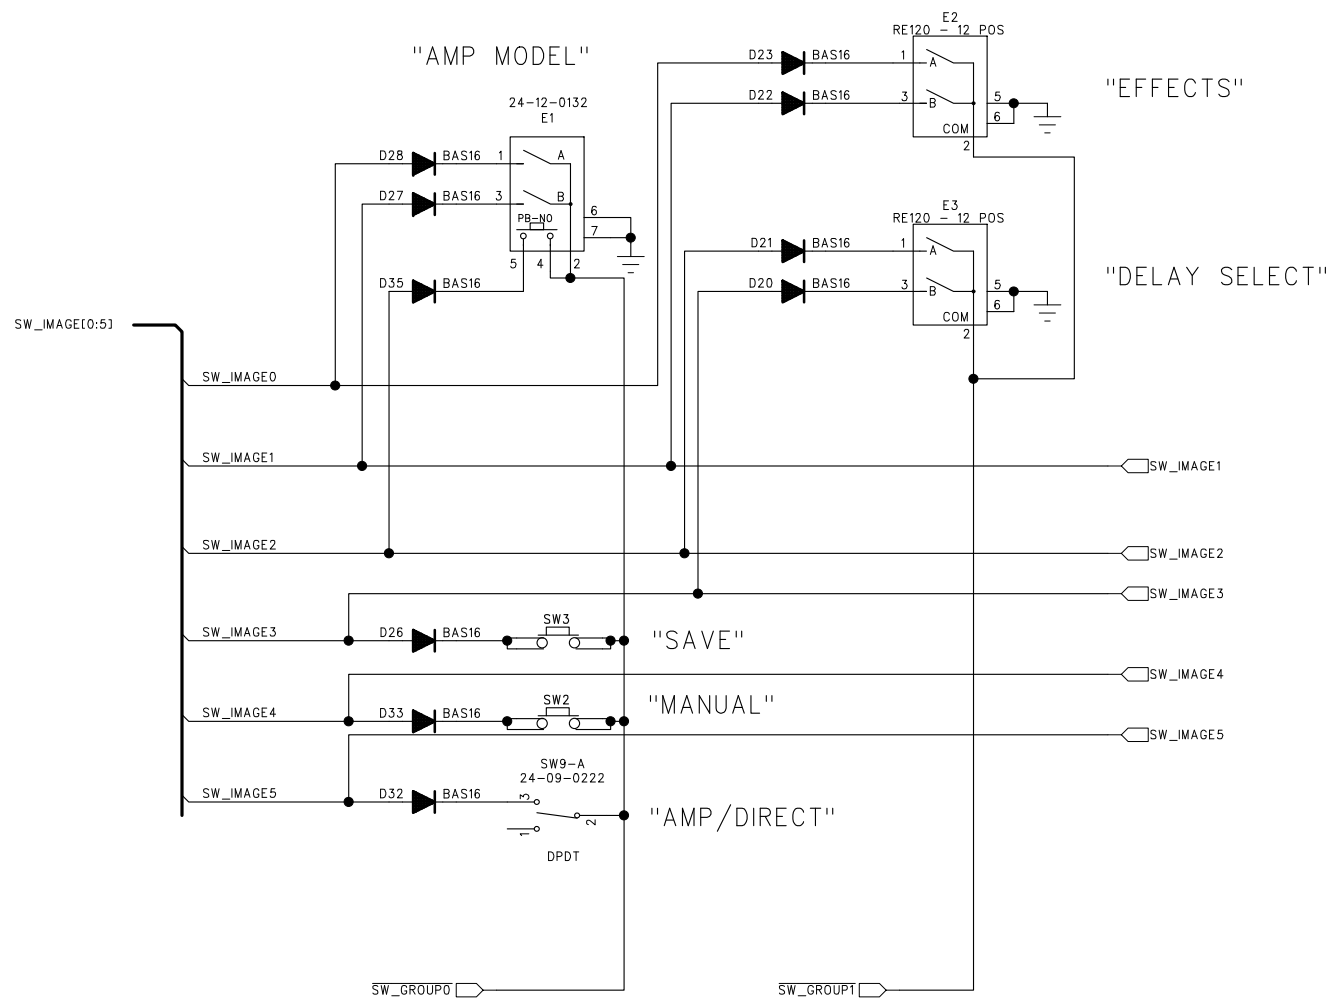 E2
RE120 - 12 POS
"AMP MODEL"
D23 BAS16 1 A
"EFFECTS"
24-12-0132
E1
D22 BAS16 3 B 5
6
COM
2
D28 BAS16 1 A
D27 BAS16 3 B
PB-NO
6
7
5 4 2
E3
RE120 - 12 POS
D21 BAS16 1 A
"DELAY SELECT"
D35 BAS16
D20 BAS16 3 B 5
6
COM
2
SW_IMAGE[0:5]
SW_IMAGE0
SW_IMAGE1
SW_IMAGE1
SW_IMAGE2
SW_IMAGE2
SW_IMAGE3
SW_IMAGE3 D26 BAS16
SW3
"SAVE"
SW_IMAGE4
SW_IMAGE4 D33 BAS16
SW2
"MANUAL"
SW_IMAGE5
SW9-A
24-09-0222
SW_IMAGE5 D32 BAS16 3
1 2
"AMP/DIRECT"
DPDT
SW_GROUP0
SW_GROUP1